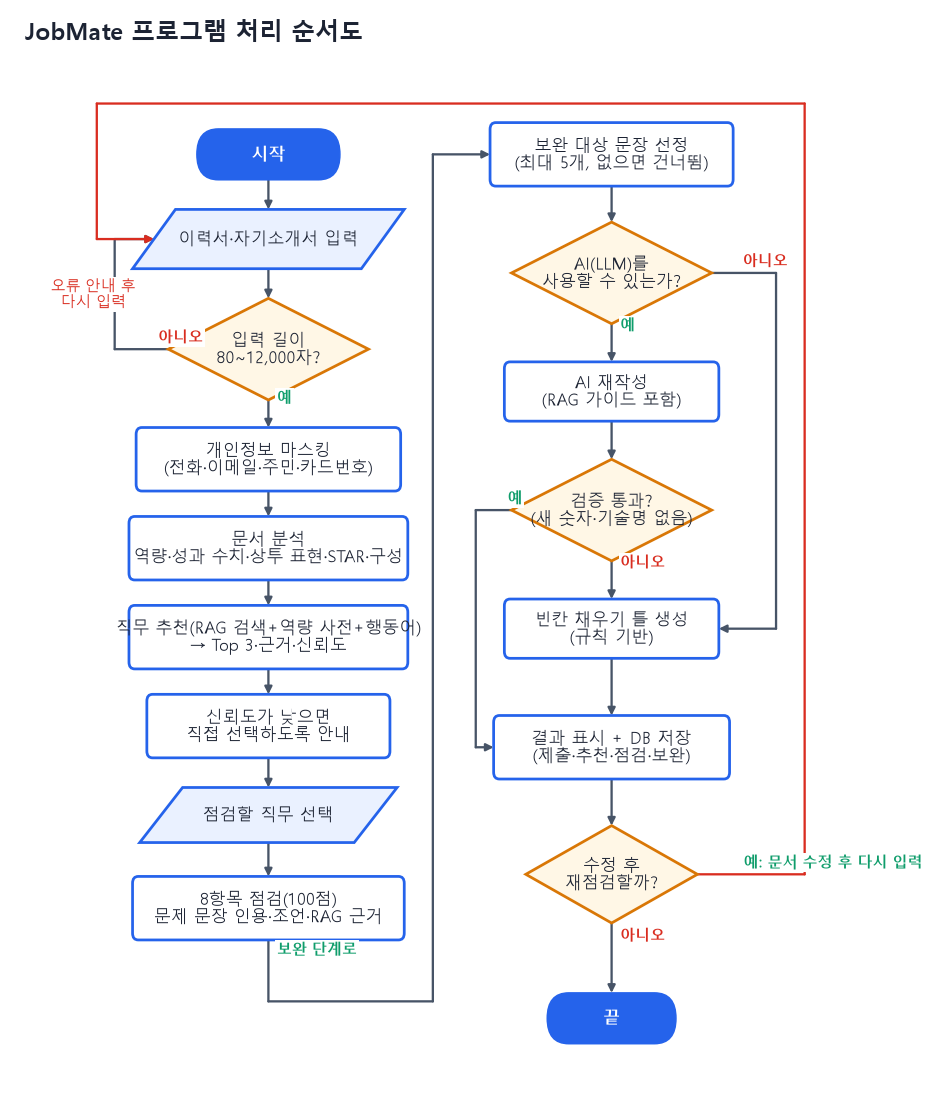 JobMate 프로그램 처리 순서도
시작
이력서·자기소개서 입력
오류 안내 후
다시 입력
아니오
입력 길이
80~12,000자?
예
개인정보 마스킹
(전화·이메일·주민·카드번호)
문서 분석
역량·성과 수치·상투 표현·STAR·구성
직무 추천(RAG 검색+역량 사전+행동어)
→ Top 3·근거·신뢰도
신뢰도가 낮으면
직접 선택하도록 안내
점검할 직무 선택
8항목 점검(100점)
문제 문장 인용·조언·RAG 근거
보완 단계로
보완 대상 문장 선정
(최대 5개, 없으면 건너뜀)
AI(LLM)를
사용할 수 있는가?
아니오
예
AI 재작성
(RAG 가이드 포함)
예
검증 통과?
(새 숫자·기술명 없음)
아니오
빈칸 채우기 틀 생성
(규칙 기반)
결과 표시 + DB 저장
(제출·추천·점검·보완)
수정 후
재점검할까?
예: 문서 수정 후 다시 입력
아니오
끝